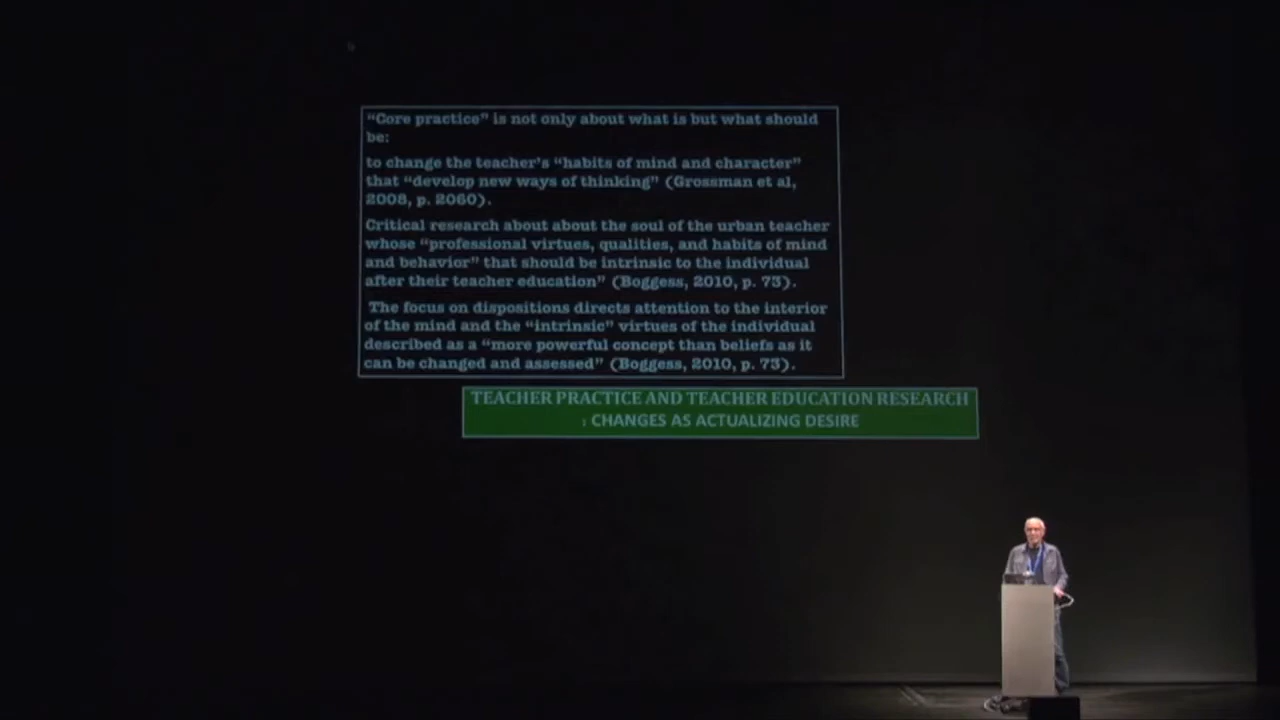 “Core practice” is not only about what is but what should
be:
to change the teacher’s “habits of mind and character”
that “develop new ways of thinking” (Grossman et al,
2008, p. 2060).
Critical research about about the soul of the urban teacher
whose “professional virtues, qualities, and habits of mind
and behavior” that should be intrinsic to the individual
after their teacher education” (Boggess, 2010, p. 73).
The focus on dispositions directs attention to the interior
of the mind and the “intrinsic” virtues of the individual
described as a “more powerful concept than beliefs as it
can be changed and assessed” (Boggess, 2010, p. 73).
TEACHER PRACTICE AND TEACHER EDUCATION RESEARCH
: CHANGES AS ACTUALIZING DESIRE